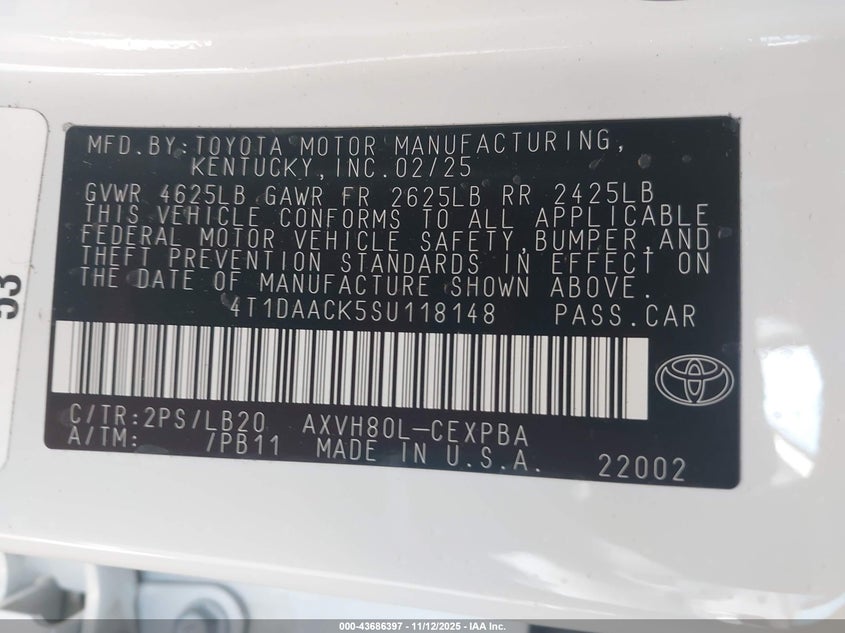 MFD.BY:TOYOTA MOTOR MANUFACTURING,
KENTUCKY,INC.02/25
GVWR 4625LB GAWR FR 2625LB RR 2425LB
THIS VEHICLE CONFORMS TO ALL APPLICABLE
FEDERAL MOTOR VEHICLE SAFETY,BUMPER,AND
THEFT PREVENTION STANDARDS IN EFFECT ON
THE DATE OF MANUFACTURE SHOWN ABOVE.
4T1DAACK5SU118148 PASS.CAR
C/TR:2PS/LB20 AXVH80L-CEXPBA
A/TM: /PB11 MADE IN U.S.A. 22002
53
000-43686397 - 11/12/2025 - IAA Inc.